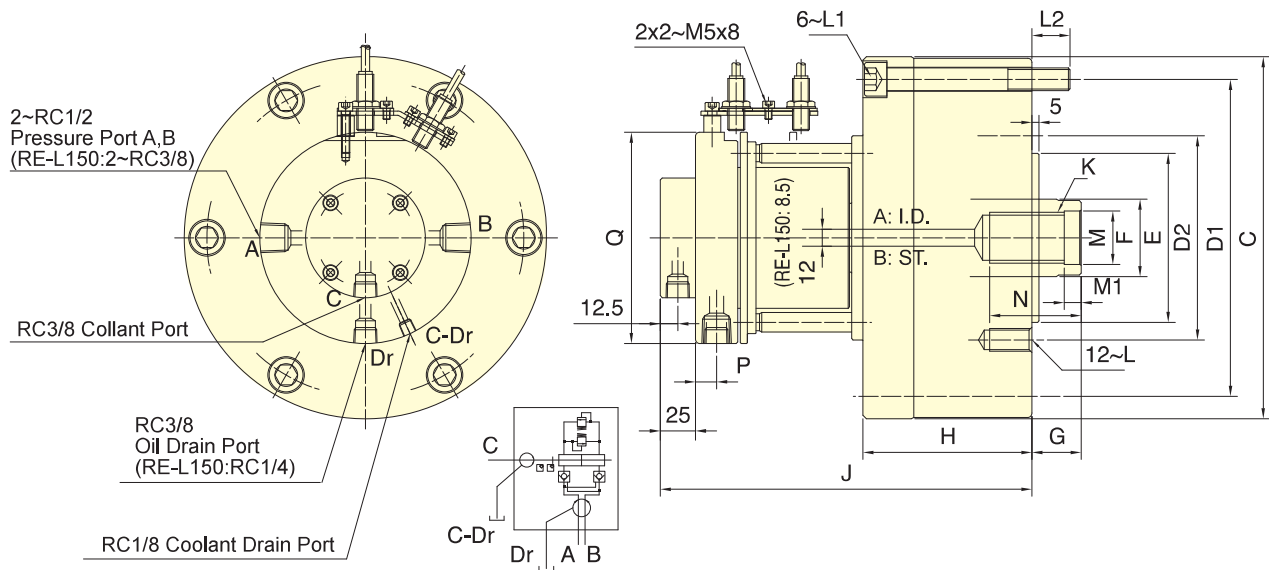 2~RC1/2
Pressure Port A,B
(RE-L150:2~RC3/8)
A
B
C
C-Dr
Dr
RC3/8 Collant Port
RC3/8
Oil Drain Port
(RE-L150:RC1/4)
RC1/8 Coolant Drain Port
C
C-Dr
Dr
A
B
2x2~M5x8
6~L1
L2
5
K
Q
(RE-L150: 8.5)
12
A: I.D.
B: ST.
M
F
E
D2
D1
C
M1
N
12.5
P
12~L
25
H
G
J